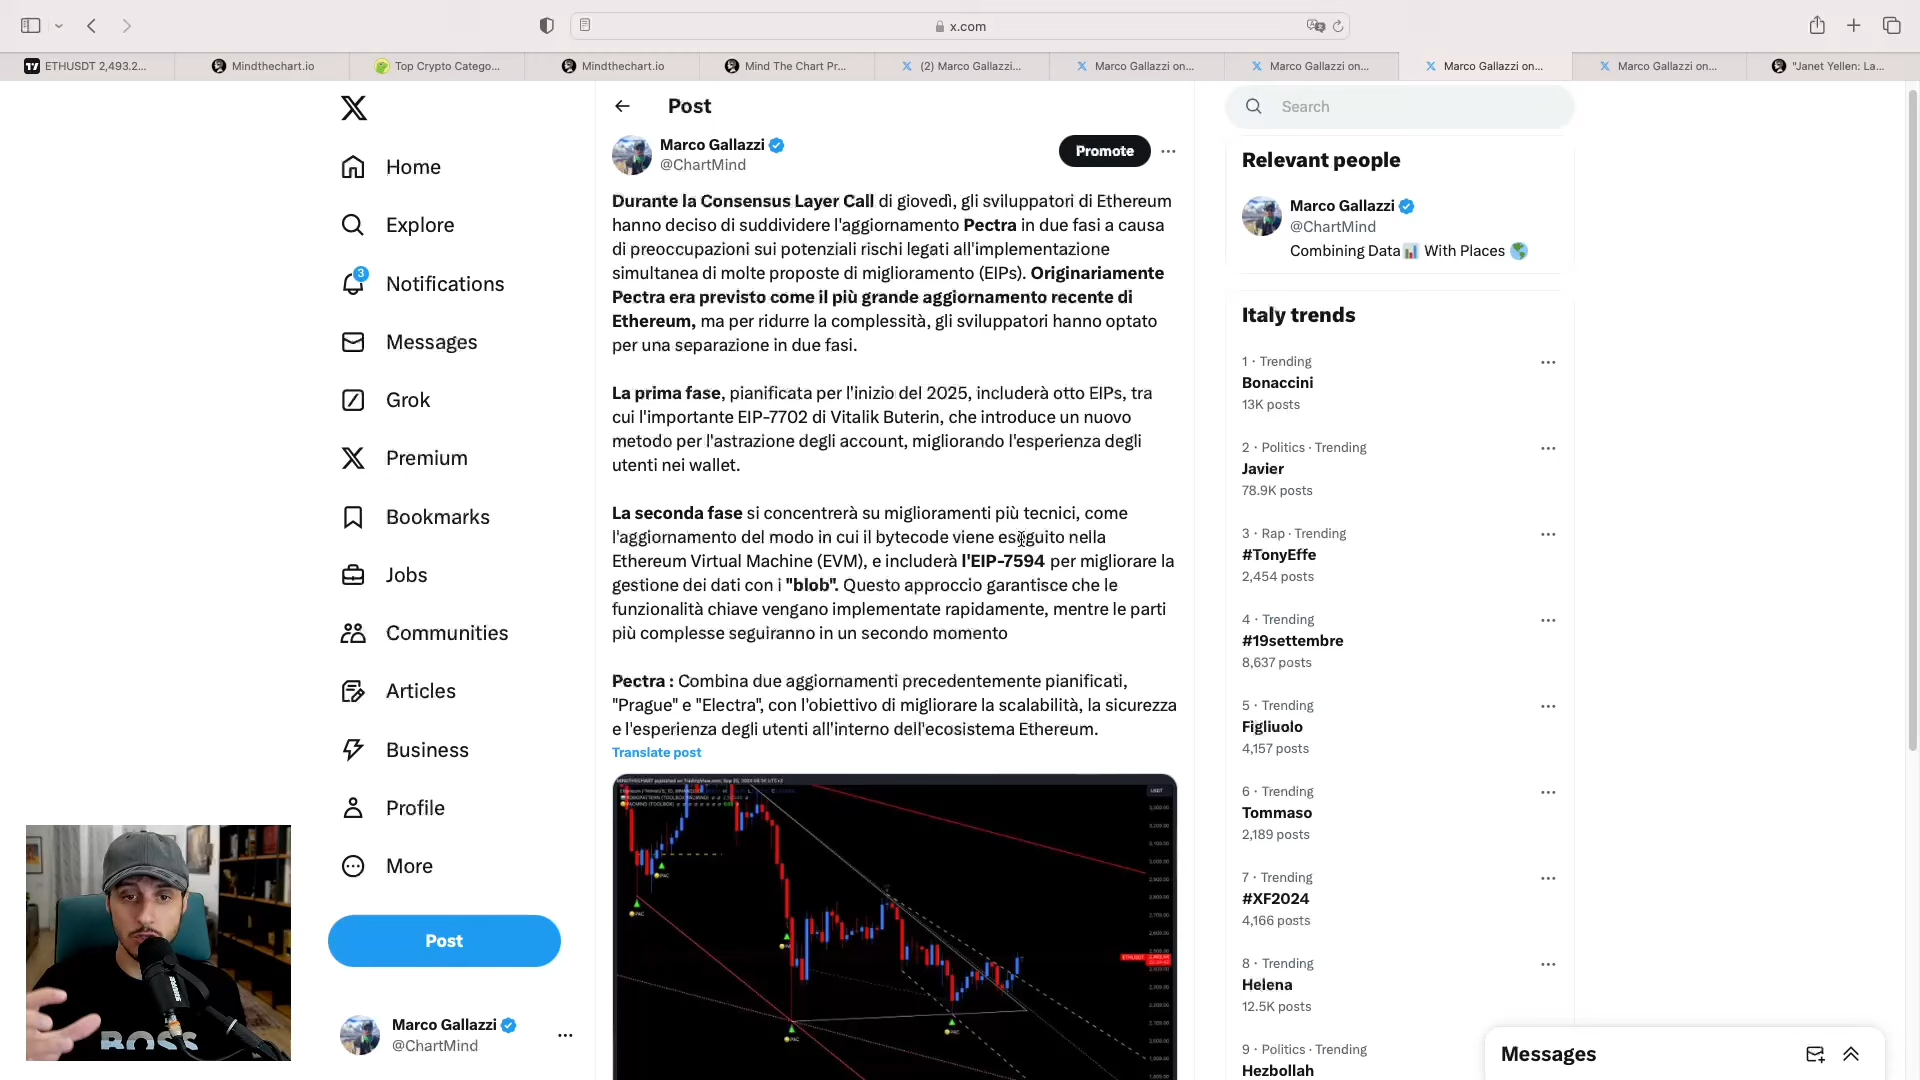 x.com
ETHUSDT 2,493.2...
Mindthechart.io
Top Crypto Catego...
Mindthechart.io
Mind The Chart Pr...
(2) Marco Gallazzi...
Marco Gallazzi on...
Marco Gallazzi on...
Marco Gallazzi on...
Marco Gallazzi on...
"Janet Yellen: La...
Home
Explore
3
Notifications
Messages
Grok
Premium
Bookmarks
Jobs
Communities
Articles
Business
Profile
More
Post
Marco Gallazzi
@ChartMind
Post
Marco Gallazzi
@ChartMind
Promote
Durante la Consensus Layer Call di giovedì, gli sviluppatori di Ethereum
hanno deciso di suddividere l'aggiornamento Pectra in due fasi a causa
di preoccupazioni sui potenziali rischi legati all'implementazione
simultanea di molte proposte di miglioramento (EIPs). Originariamente
Pectra era previsto come il più grande aggiornamento recente di
Ethereum, ma per ridurre la complessità, gli sviluppatori hanno optato
per una separazione in due fasi.
La prima fase, pianificata per l'inizio del 2025, includerà otto EIPs, tra
cui l'importante EIP-7702 di Vitalik Buterin, che introduce un nuovo
metodo per l'astrazione degli account, migliorando l'esperienza degli
utenti nei wallet.
La seconda fase si concentrerà su miglioramenti più tecnici, come
l'aggiornamento del modo in cui il bytecode viene eseguito nella
Ethereum Virtual Machine (EVM), e includerà l'EIP-7594 per migliorare la
gestione dei dati con i "blob". Questo approccio garantisce che le
funzionalità chiave vengano implementate rapidamente, mentre le parti
più complesse seguiranno in un secondo momento
Pectra : Combina due aggiornamenti precedentemente pianificati,
"Prague" e "Electra", con l'obiettivo di migliorare la scalabilità, la sicurezza
e l'esperienza degli utenti all'interno dell'ecosistema Ethereum.
Translate post
USDT
ETHUSDT
BOSS
Search
Relevant people
Marco Gallazzi
@ChartMind
Combining Data📊 With Places 🌎
Italy trends
1 · Trending
Bonaccini
13K posts
2 · Politics · Trending
Javier
78.9K posts
3 · Rap · Trending
#TonyEffe
2,454 posts
4 · Trending
#19settembre
8,637 posts
5 · Trending
Figliuolo
4,157 posts
6 · Trending
Tommaso
2,189 posts
7 · Trending
#XF2024
4,166 posts
8 · Trending
Helena
12.5K posts
9 · Politics · Trending
Hezbollah
Messages